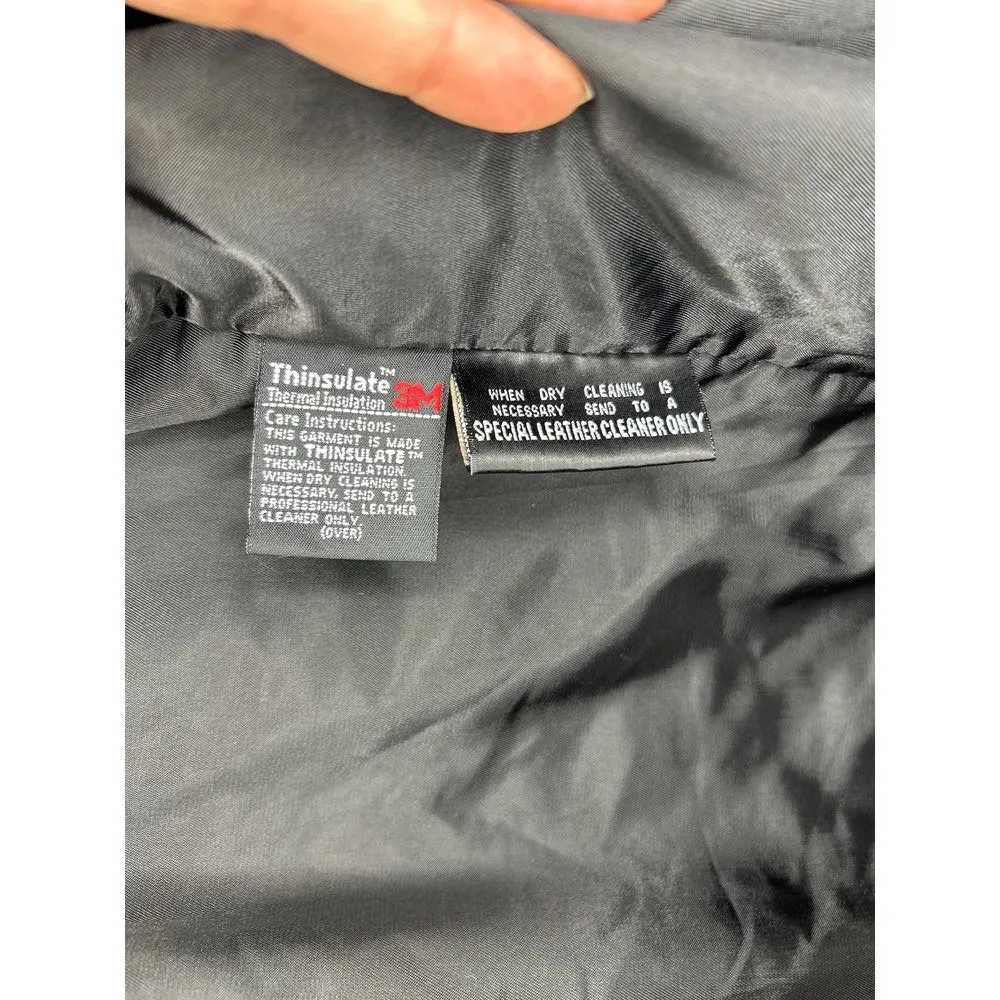 Thinsulate™ 3M
Thermal Insulation
Care Instructions:
THIS GARMENT IS MADE
WITH THINSULATE™
THERMAL INSULATION.
WHEN DRY CLEANING IS
NECESSARY, SEND TO A
PROFESSIONAL LEATHER
CLEANER ONLY.
(OVER)
WHEN DRY CLEANING IS
NECESSARY SEND TO A
SPECIAL LEATHER CLEANER ONLY